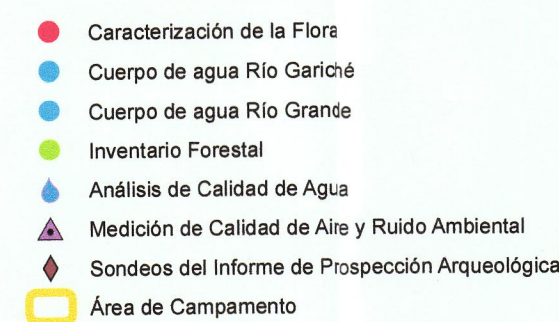 Caracterización de la Flora
Cuerpo de agua Río Gariché
Cuerpo de agua Río Grande
Inventario Forestal
Análisis de Calidad de Agua
Medición de Calidad de Aire y Ruido Ambiental
Sondeos del Informe de Prospección Arqueológica
Área de Campamento